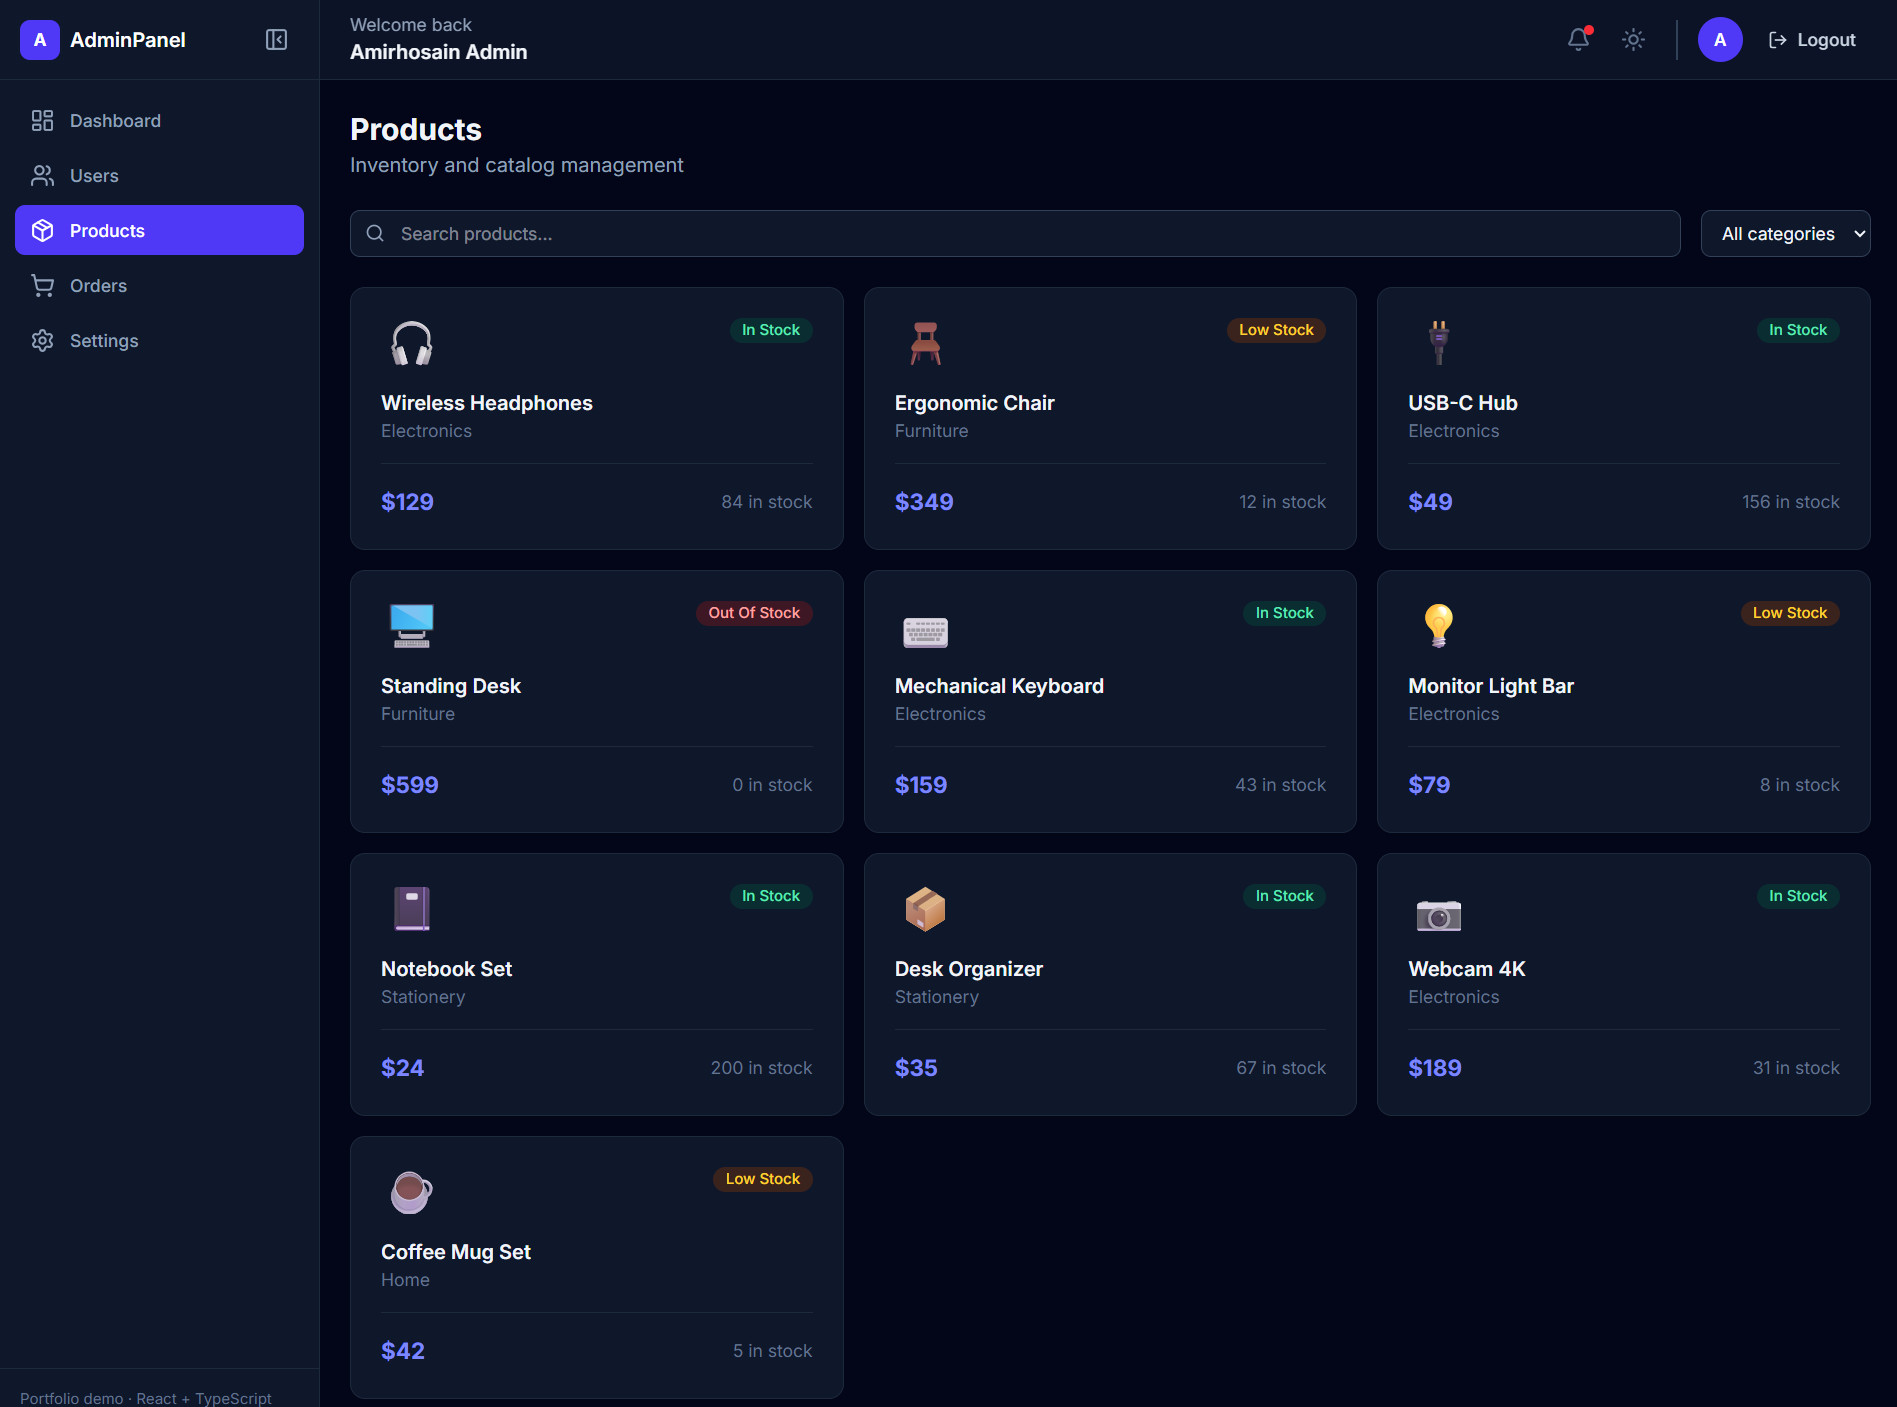 A
AdminPanel
Welcome back
Amirhosain Admin
A
Logout
Dashboard
Users
Products
Orders
Settings
Portfolio demo · React + TypeScript
Products
Inventory and catalog management
Search products...
All categories
In Stock
Wireless Headphones
Electronics
$129
84 in stock
Low Stock
Ergonomic Chair
Furniture
$349
12 in stock
In Stock
USB-C Hub
Electronics
$49
156 in stock
Out Of Stock
Standing Desk
Furniture
$599
0 in stock
In Stock
Mechanical Keyboard
Electronics
$159
43 in stock
Low Stock
Monitor Light Bar
Electronics
$79
8 in stock
In Stock
Notebook Set
Stationery
$24
200 in stock
In Stock
Desk Organizer
Stationery
$35
67 in stock
In Stock
Webcam 4K
Electronics
$189
31 in stock
Low Stock
Coffee Mug Set
Home
$42
5 in stock